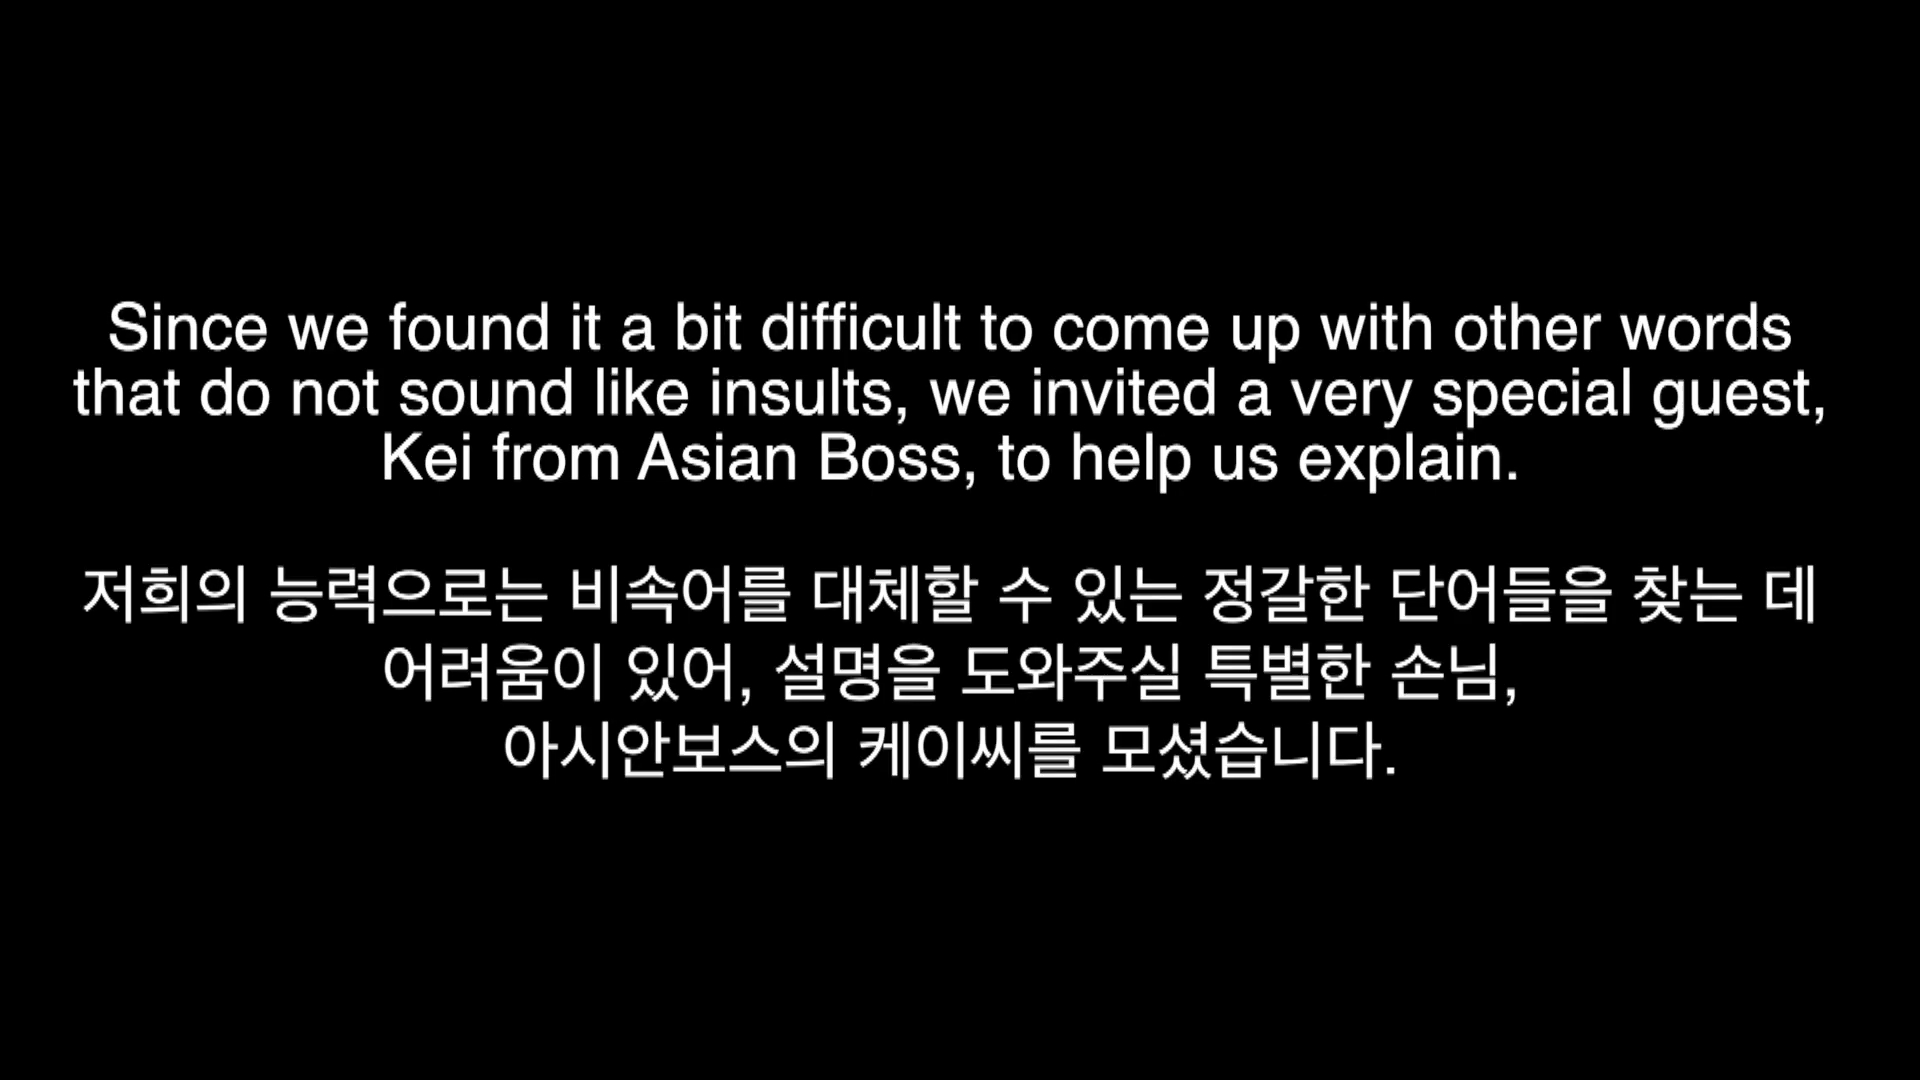 Since we found it a bit difficult to come up with other words
that do not sound like insults, we invited a very special guest,
Kei from Asian Boss, to help us explain.
저희의 능력으로는 비속어를 대체할 수 있는 정갈한 단어들을 찾는 데
어려움이 있어, 설명을 도와주실 특별한 손님,
아시안보스의 케이씨를 모셨습니다.